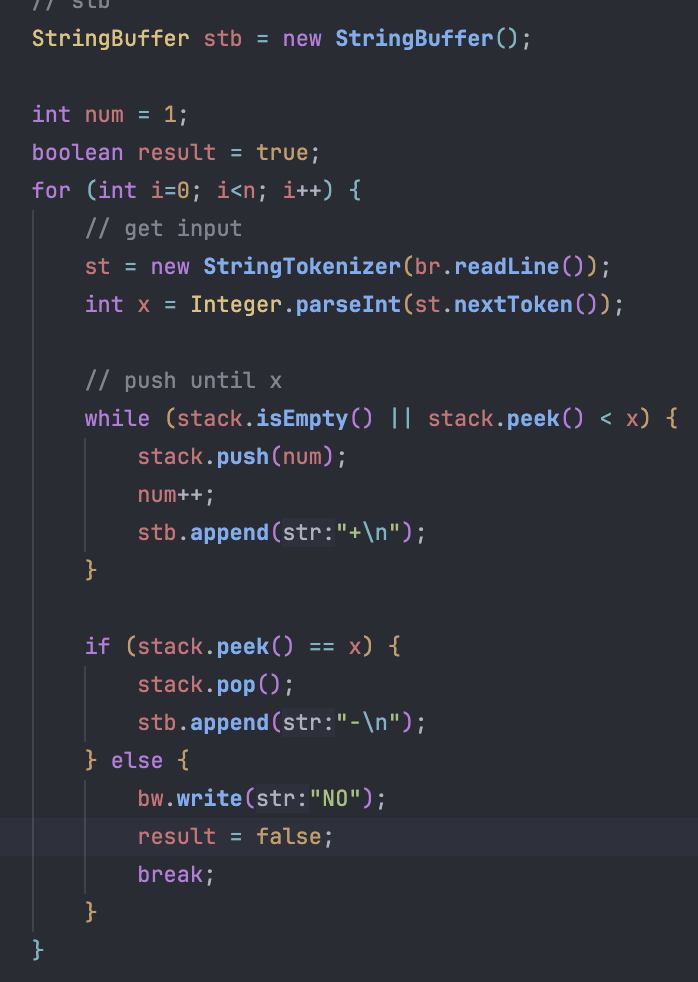 // stb
StringBuffer stb = new StringBuffer();
int num = 1;
boolean result = true;
for (int i=0; i<n; i++) {
// get input
st = new StringTokenizer(br.readLine());
int x = Integer.parseInt(st.nextToken());
// push until x
while (stack.isEmpty() || stack.peek() < x) {
stack.push(num);
num++;
stb.append(str:"+\n");
}
if (stack.peek() == x) {
stack.pop();
stb.append(str:"-\n");
} else {
bw.write(str:"NO");
result = false;
break;
}
}